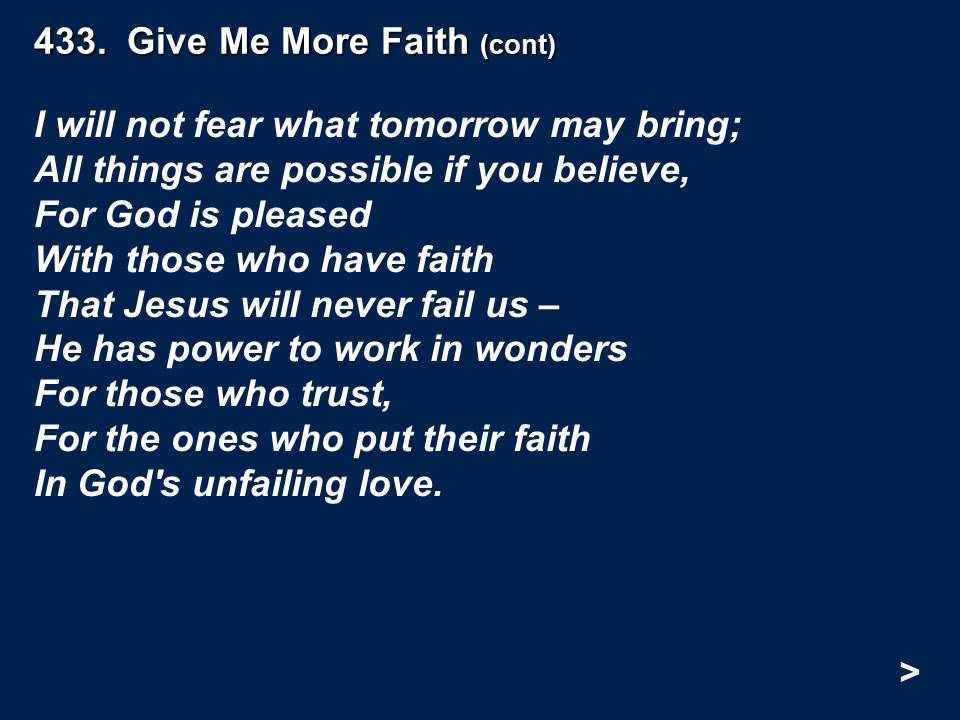 433.  Give Me More Faith (cont)
I will not fear what tomorrow may bring;
All things are possible if you believe,
For God is pleased
With those who have faith
That Jesus will never fail us –
He has power to work in wonders
For those who trust,
For the ones who put their faith
In God's unfailing love.
>